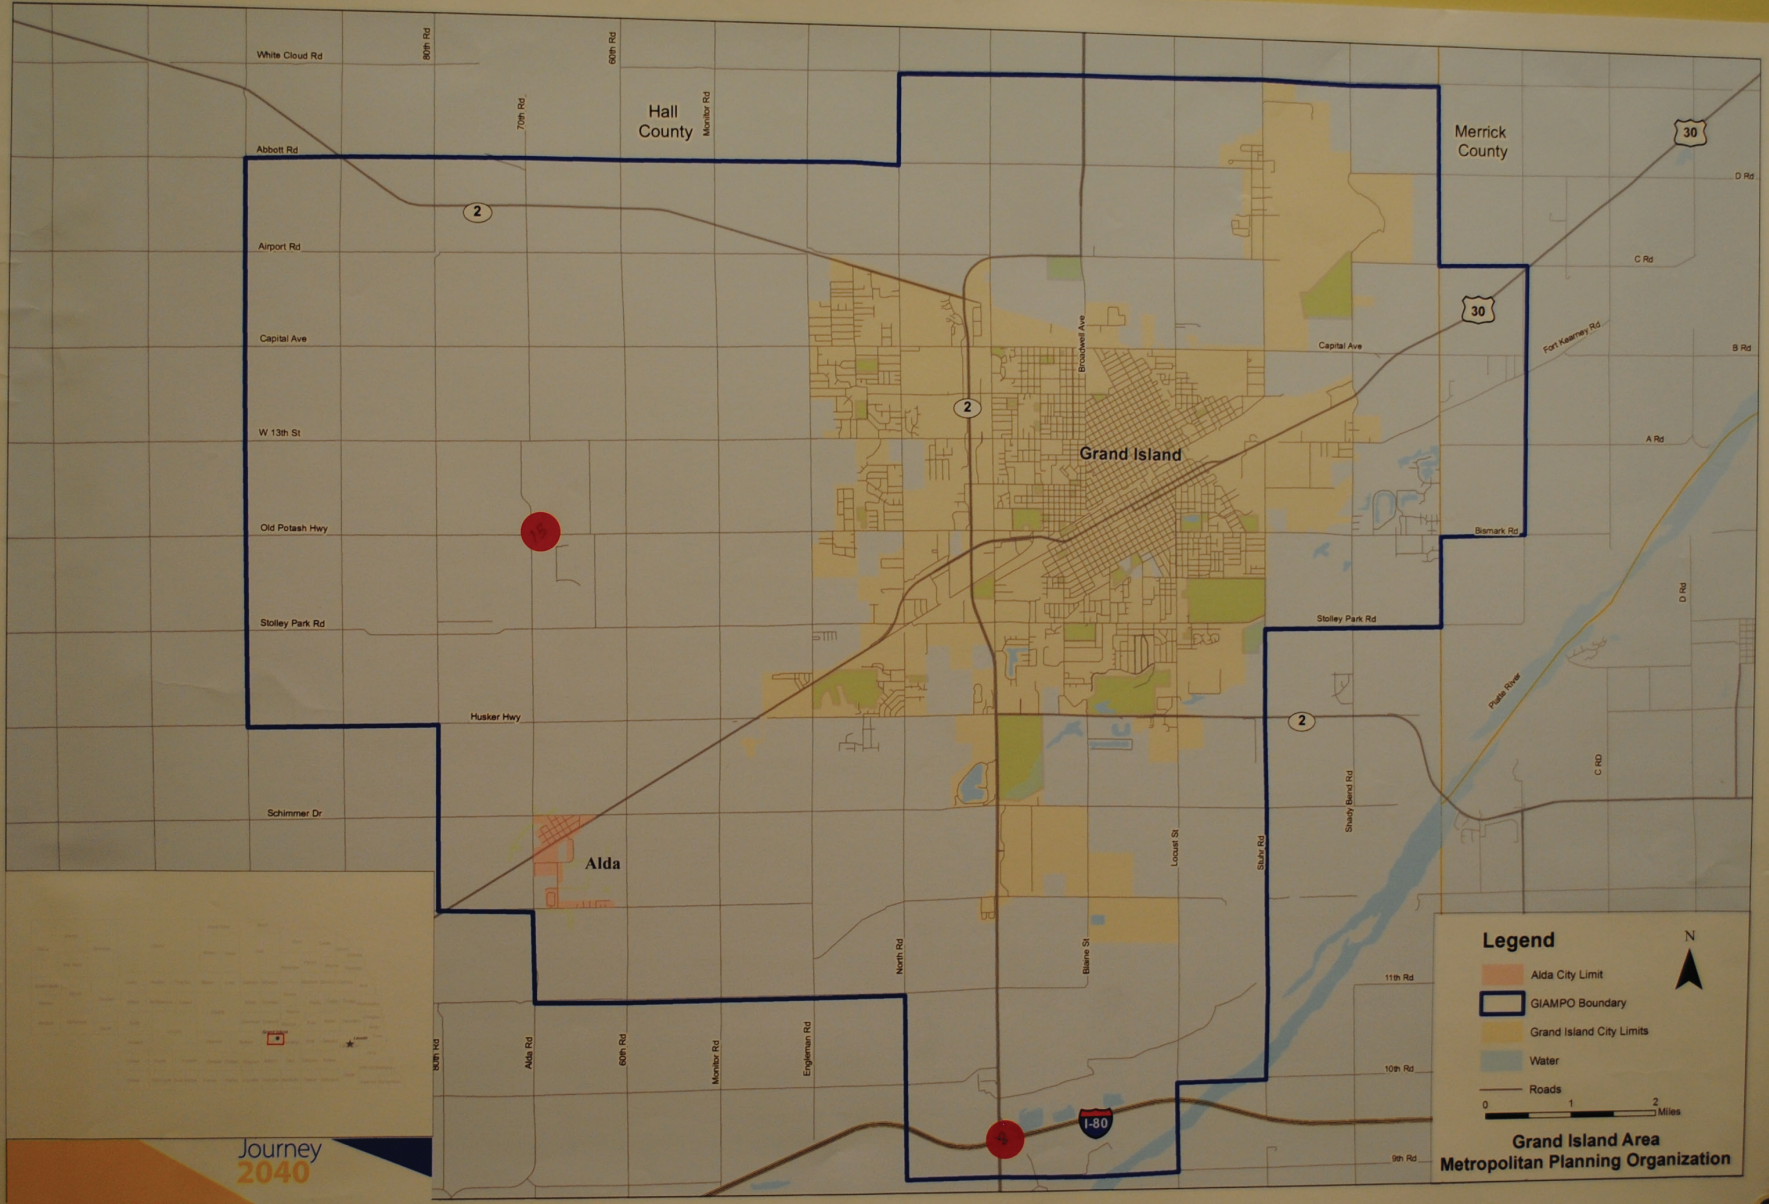 White Cloud Rd
80th Rd
60th Rd
70th Rd
Monitor Rd
Hall
County
Merrick
County
30
Abbott Rd
D Rd
2
Airport Rd
C Rd
30
Fort Kearney Rd
Capital Ave
Broadwell Ave
Capital Ave
B Rd
2
W 13th St
A Rd
Grand Island
Old Potash Hwy
15
Bismark Rd
D Rd
Stolley Park Rd
Stolley Park Rd
Platte River
Husker Hwy
2
C RD
Shady Bend Rd
Schimmer Dr
Locust St
Stuhr Rd
Alda
North Rd
Blaine St
11th Rd
80th Rd
Alda Rd
60th Rd
Monitor Rd
Engleman Rd
10th Rd
I-80
9th Rd
Legend
N
Alda City Limit
GIAMPO Boundary
Grand Island City Limits
Water
Roads
0 1 2
Miles
Grand Island Area
Metropolitan Planning Organization
Journey
2040